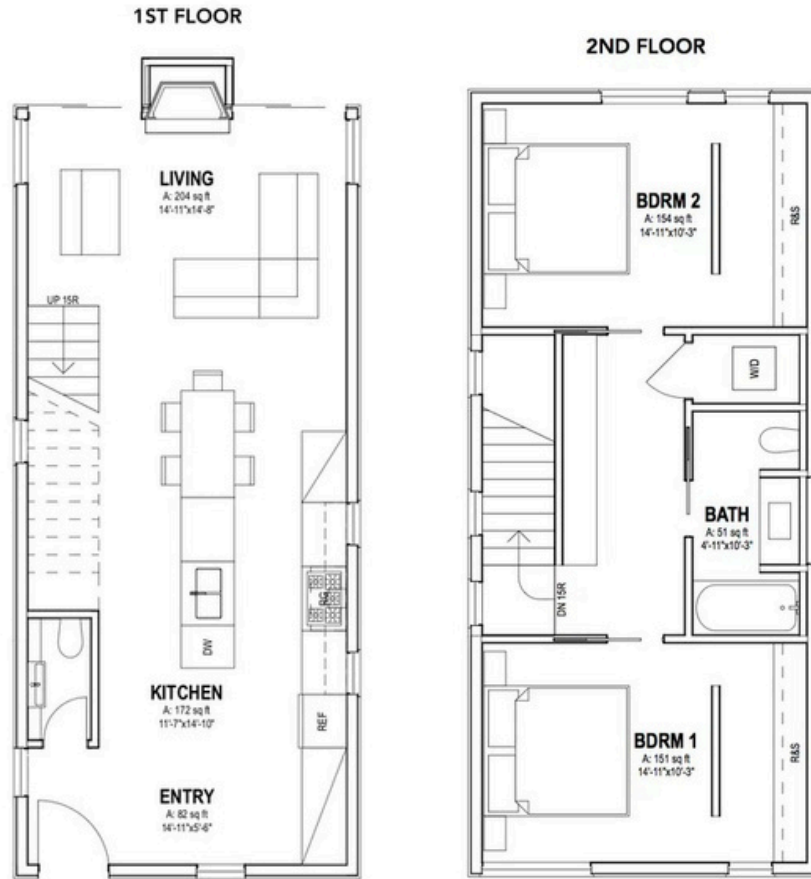 1ST FLOOR
LIVING
A: 204 sq ft
14'-11"x14'-8"
UP 15R
RG
DW
KITCHEN
A: 172 sq ft
11'-7"x14'-10"
REF
ENTRY
A: 82 sq ft
14'-11"x5'-6"
2ND FLOOR
BDRM 2
A: 154 sq ft
14'-11"x10'-3"
R&S
W/D
BATH
A: 51 sq ft
4'-11"x10'-3"
DN 15R
BDRM 1
A: 151 sq ft
14'-11"x10'-3"
R&S